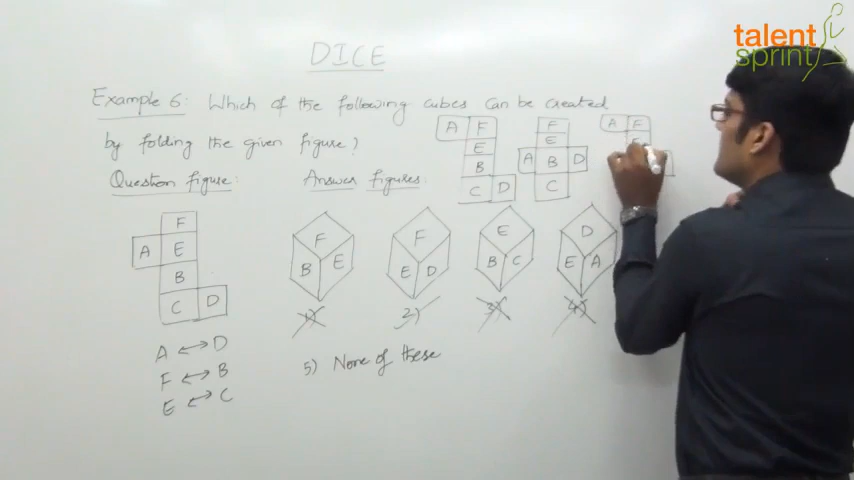 talent
sprint
DICE
Example 6: Which of the following cubes can be created
by folding the given figure?
Question figure:
Answer figures:
A F
E
B
C D
F
E
A B D
C
A F
F
A E
B
C D
F
B E
F
E D
E
B C
D
E A
1)
2)
3)
4)
A ↔ D
F ↔ B
E ↔ C
5) None of these